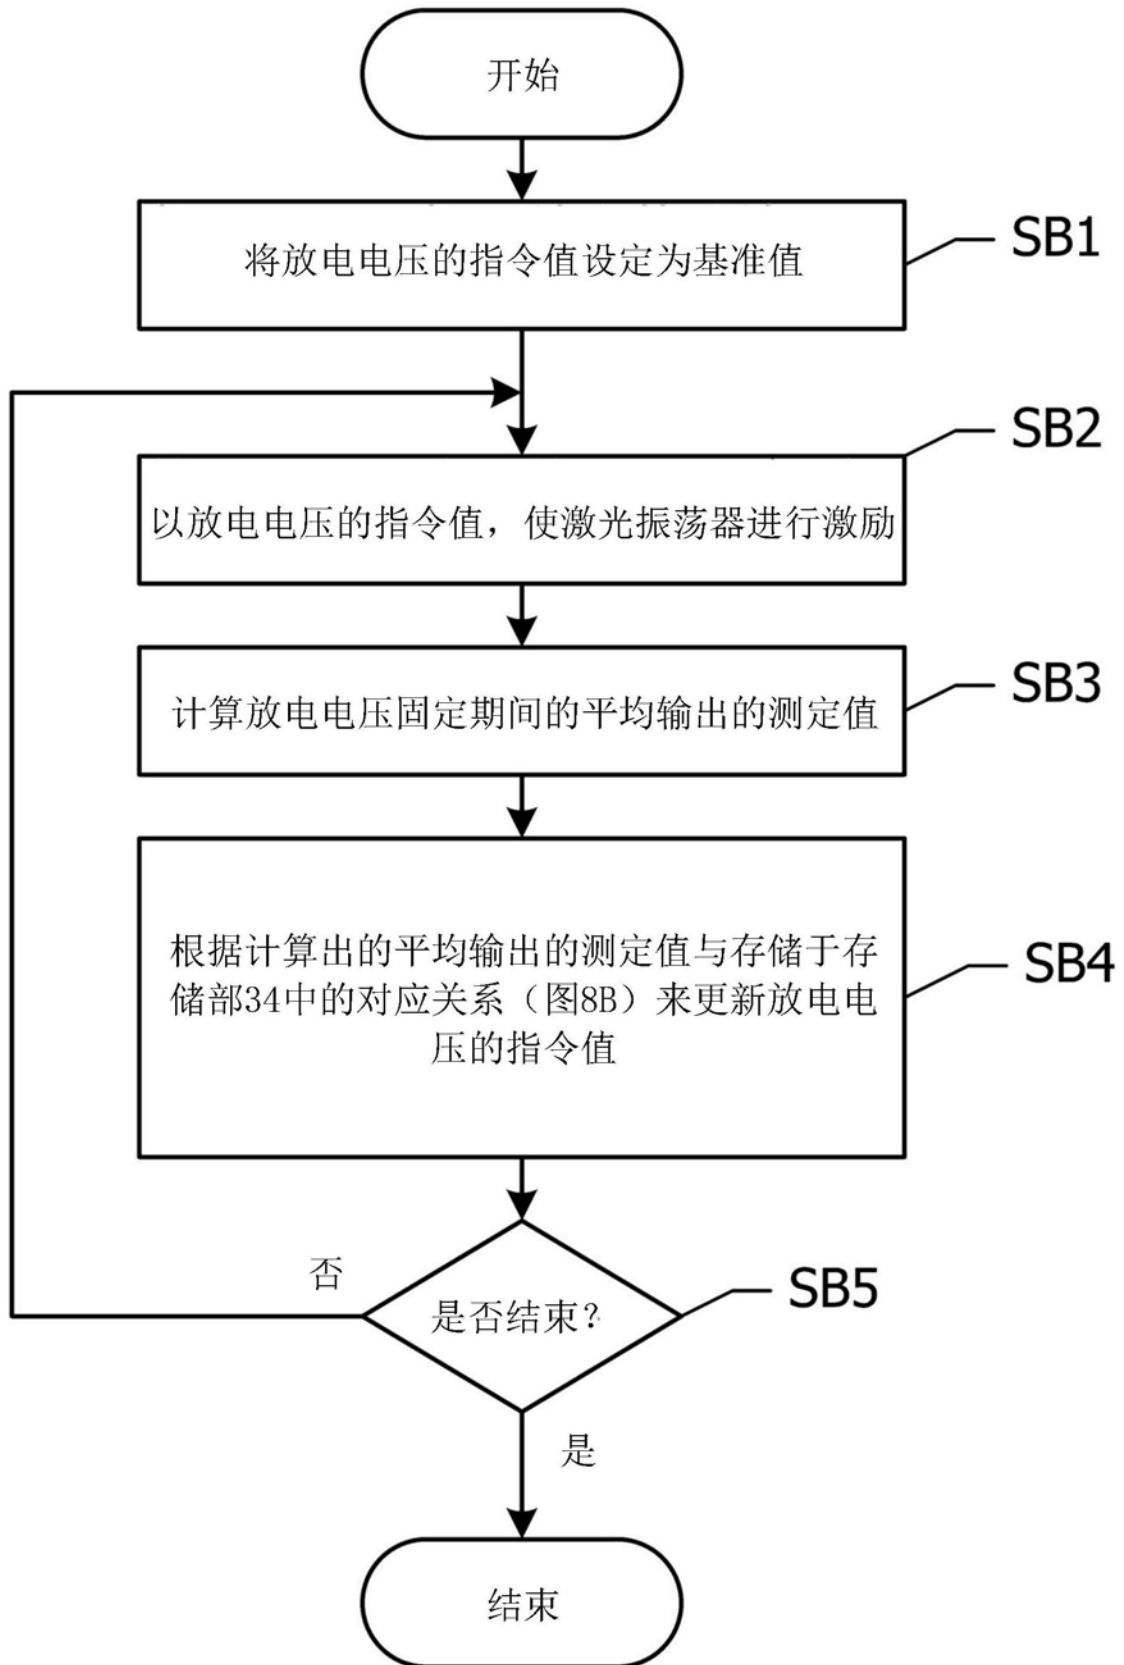 开始
将放电电压的指令值设定为基准值
SB1
以放电电压的指令值，使激光振荡器进行激励
SB2
计算放电电压固定期间的平均输出的测定值
SB3
根据计算出的平均输出的测定值与存储于存
储部34中的对应关系（图8B）来更新放电电
压的指令值
SB4
是否结束?
SB5
否
是
结束